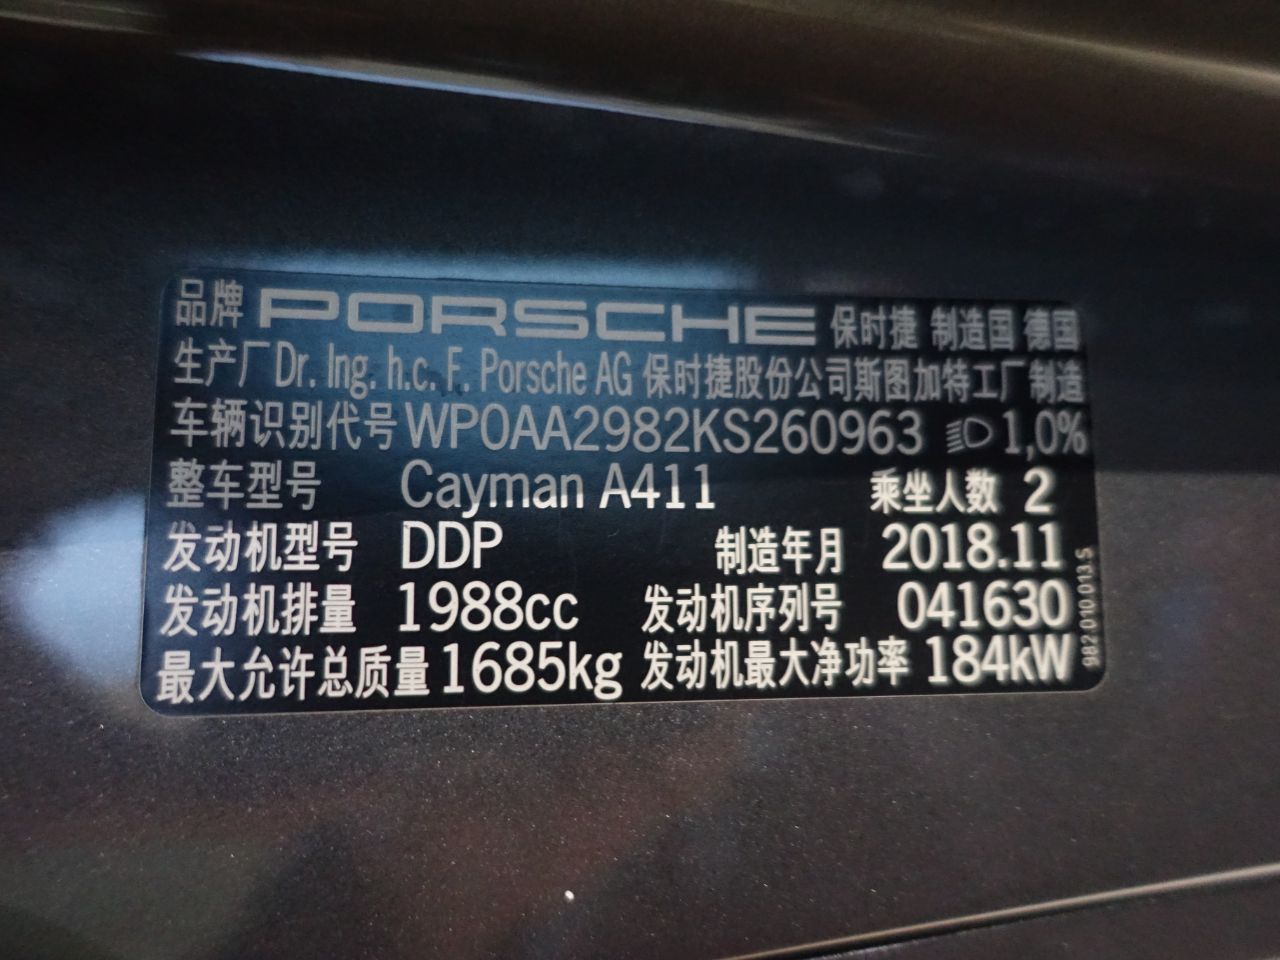 品牌 PORSCHE 保时捷 制造国 德国
生产厂 Dr. Ing. h.c. F. Porsche AG 保时捷股份公司斯图加特工厂制造
车辆识别代号 WP0AA2982KS260963 1,0%
整车型号 Cayman A411 乘坐人数 2
发动机型号 DDP 制造年月 2018.11
发动机排量 1988cc 发动机序列号 041630
最大允许总质量 1685kg 发动机最大净功率 184kW
982 010 013 S